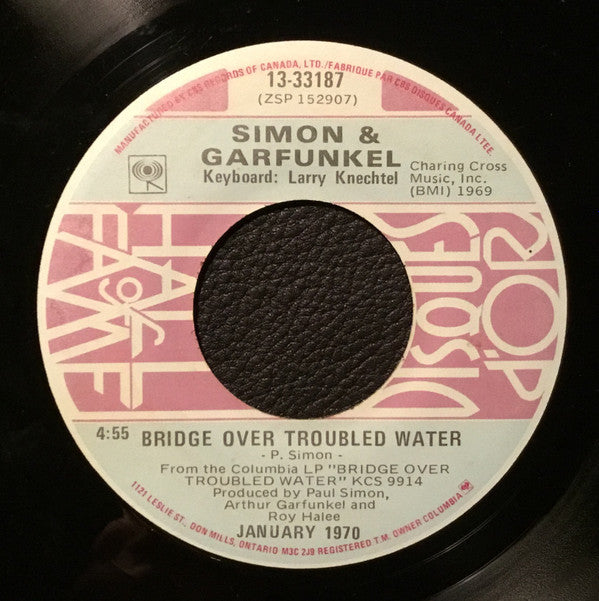 MANUFACTURED BY CBS RECORDS OF CANADA, LTD./FABRIQUE PAR CBS DISQUES CANADA LTEE.
13-33187
(ZSP 152907)
SIMON &
GARFUNKEL
Keyboard: Larry Knechtel
Charing Cross
Music, Inc.
(BMI) 1969
HALL
of
FAME
DISQUES
D'OR
4:55 BRIDGE OVER TROUBLED WATER
- P. Simon -
From the Columbia LP "BRIDGE OVER
TROUBLED WATER" KCS 9914
Produced by Paul Simon,
Arthur Garfunkel and
Roy Halee
JANUARY 1970
1121 LESLIE ST., DON MILLS, ONTARIO M3C 2J9 REGISTERED T.M. OWNER COLUMBIA